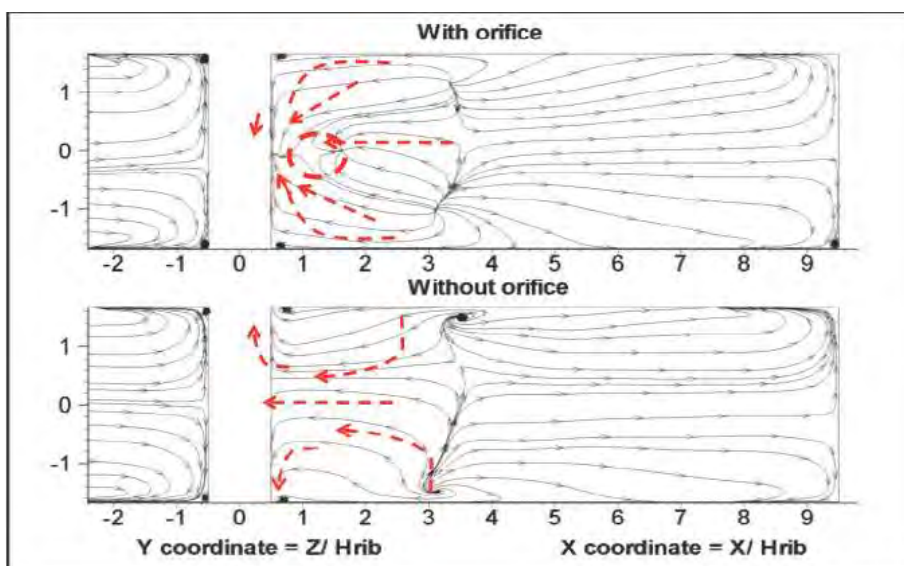 With orifice
1
0
-1
-2 -1 0 1 2 3 4 5 6 7 8 9
Without orifice
1
0
-1
-2 -1 0 1 2 3 4 5 6 7 8 9
Y coordinate = Z/ Hrib X coordinate = X/ Hrib